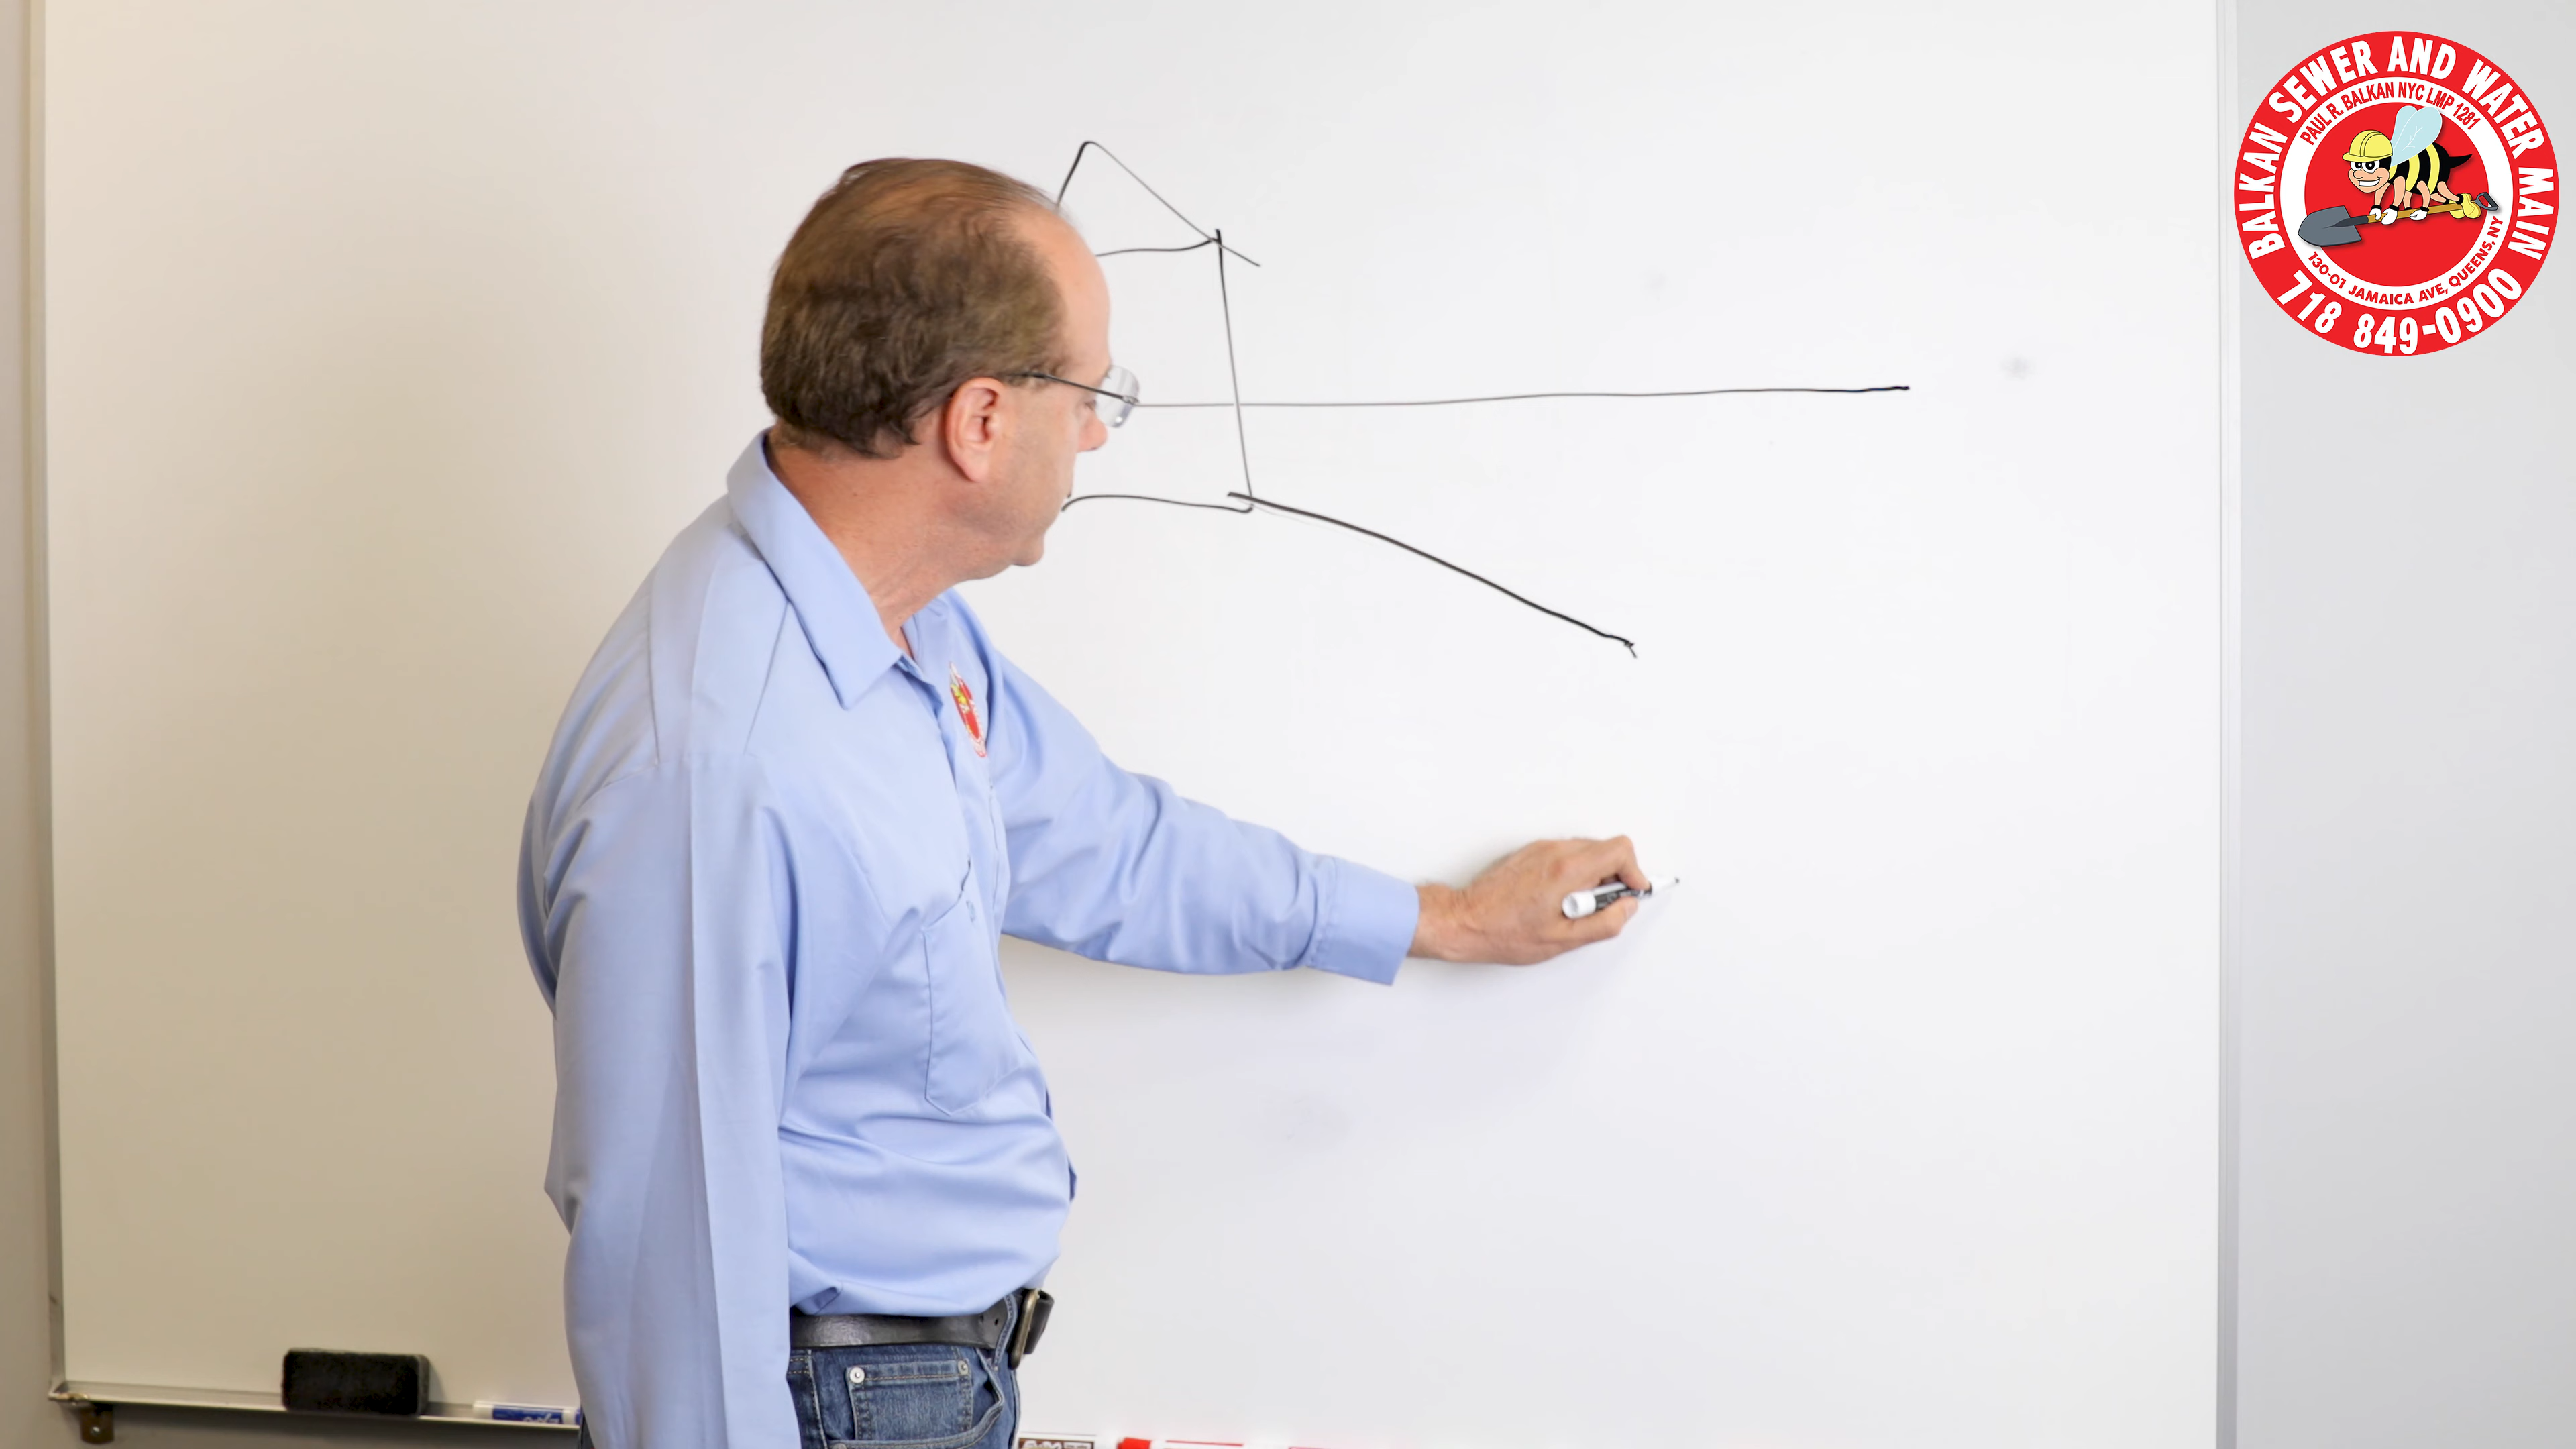 BALKAN SEWER AND WATER MAIN
PAUL R. BALKAN NYC LMP 1281
130-01 JAMAICA AVE, QUEENS, NY
718 849-0900